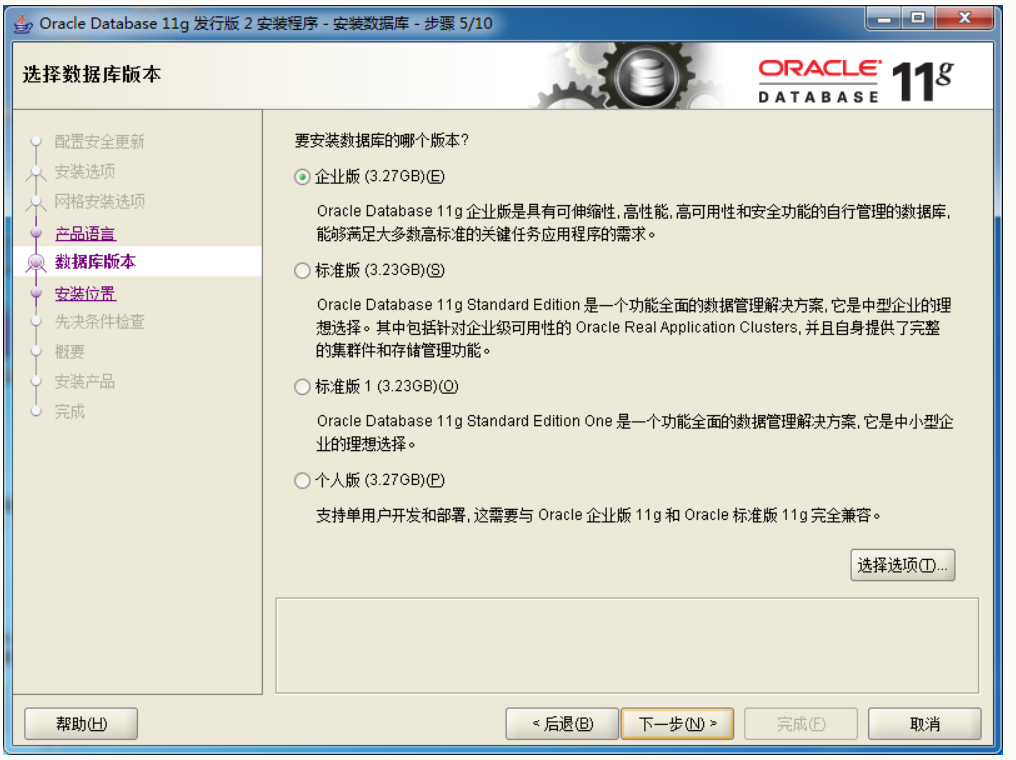 Oracle Database 11g 发行版 2 安装程序 - 安装数据库 - 步骤 5/10
选择数据库版本
ORACLE 11g
DATABASE
配置安全更新
安装选项
网格安装选项
产品语言
数据库版本
安装位置
先决条件检查
概要
安装产品
完成
要安装数据库的哪个版本?
企业版 (3.27GB)(E)
Oracle Database 11g 企业版是具有可伸缩性, 高性能, 高可用性和安全功能的自行管理的数据库,
能够满足大多数高标准的关键任务应用程序的需求。
标准版 (3.23GB)(S)
Oracle Database 11g Standard Edition 是一个功能全面的数据管理解决方案, 它是中型企业的理
想选择。其中包括针对企业级可用性的 Oracle Real Application Clusters, 并且自身提供了完整
的集群件和存储管理功能。
标准版 1 (3.23GB)(O)
Oracle Database 11g Standard Edition One 是一个功能全面的数据管理解决方案, 它是中小型企
业的理想选择。
个人版 (3.27GB)(P)
支持单用户开发和部署, 这需要与 Oracle 企业版 11g 和 Oracle 标准版 11g 完全兼容。
选择选项(T)...
帮助(H)
< 后退(B)
下一步(N) >
完成(F)
取消